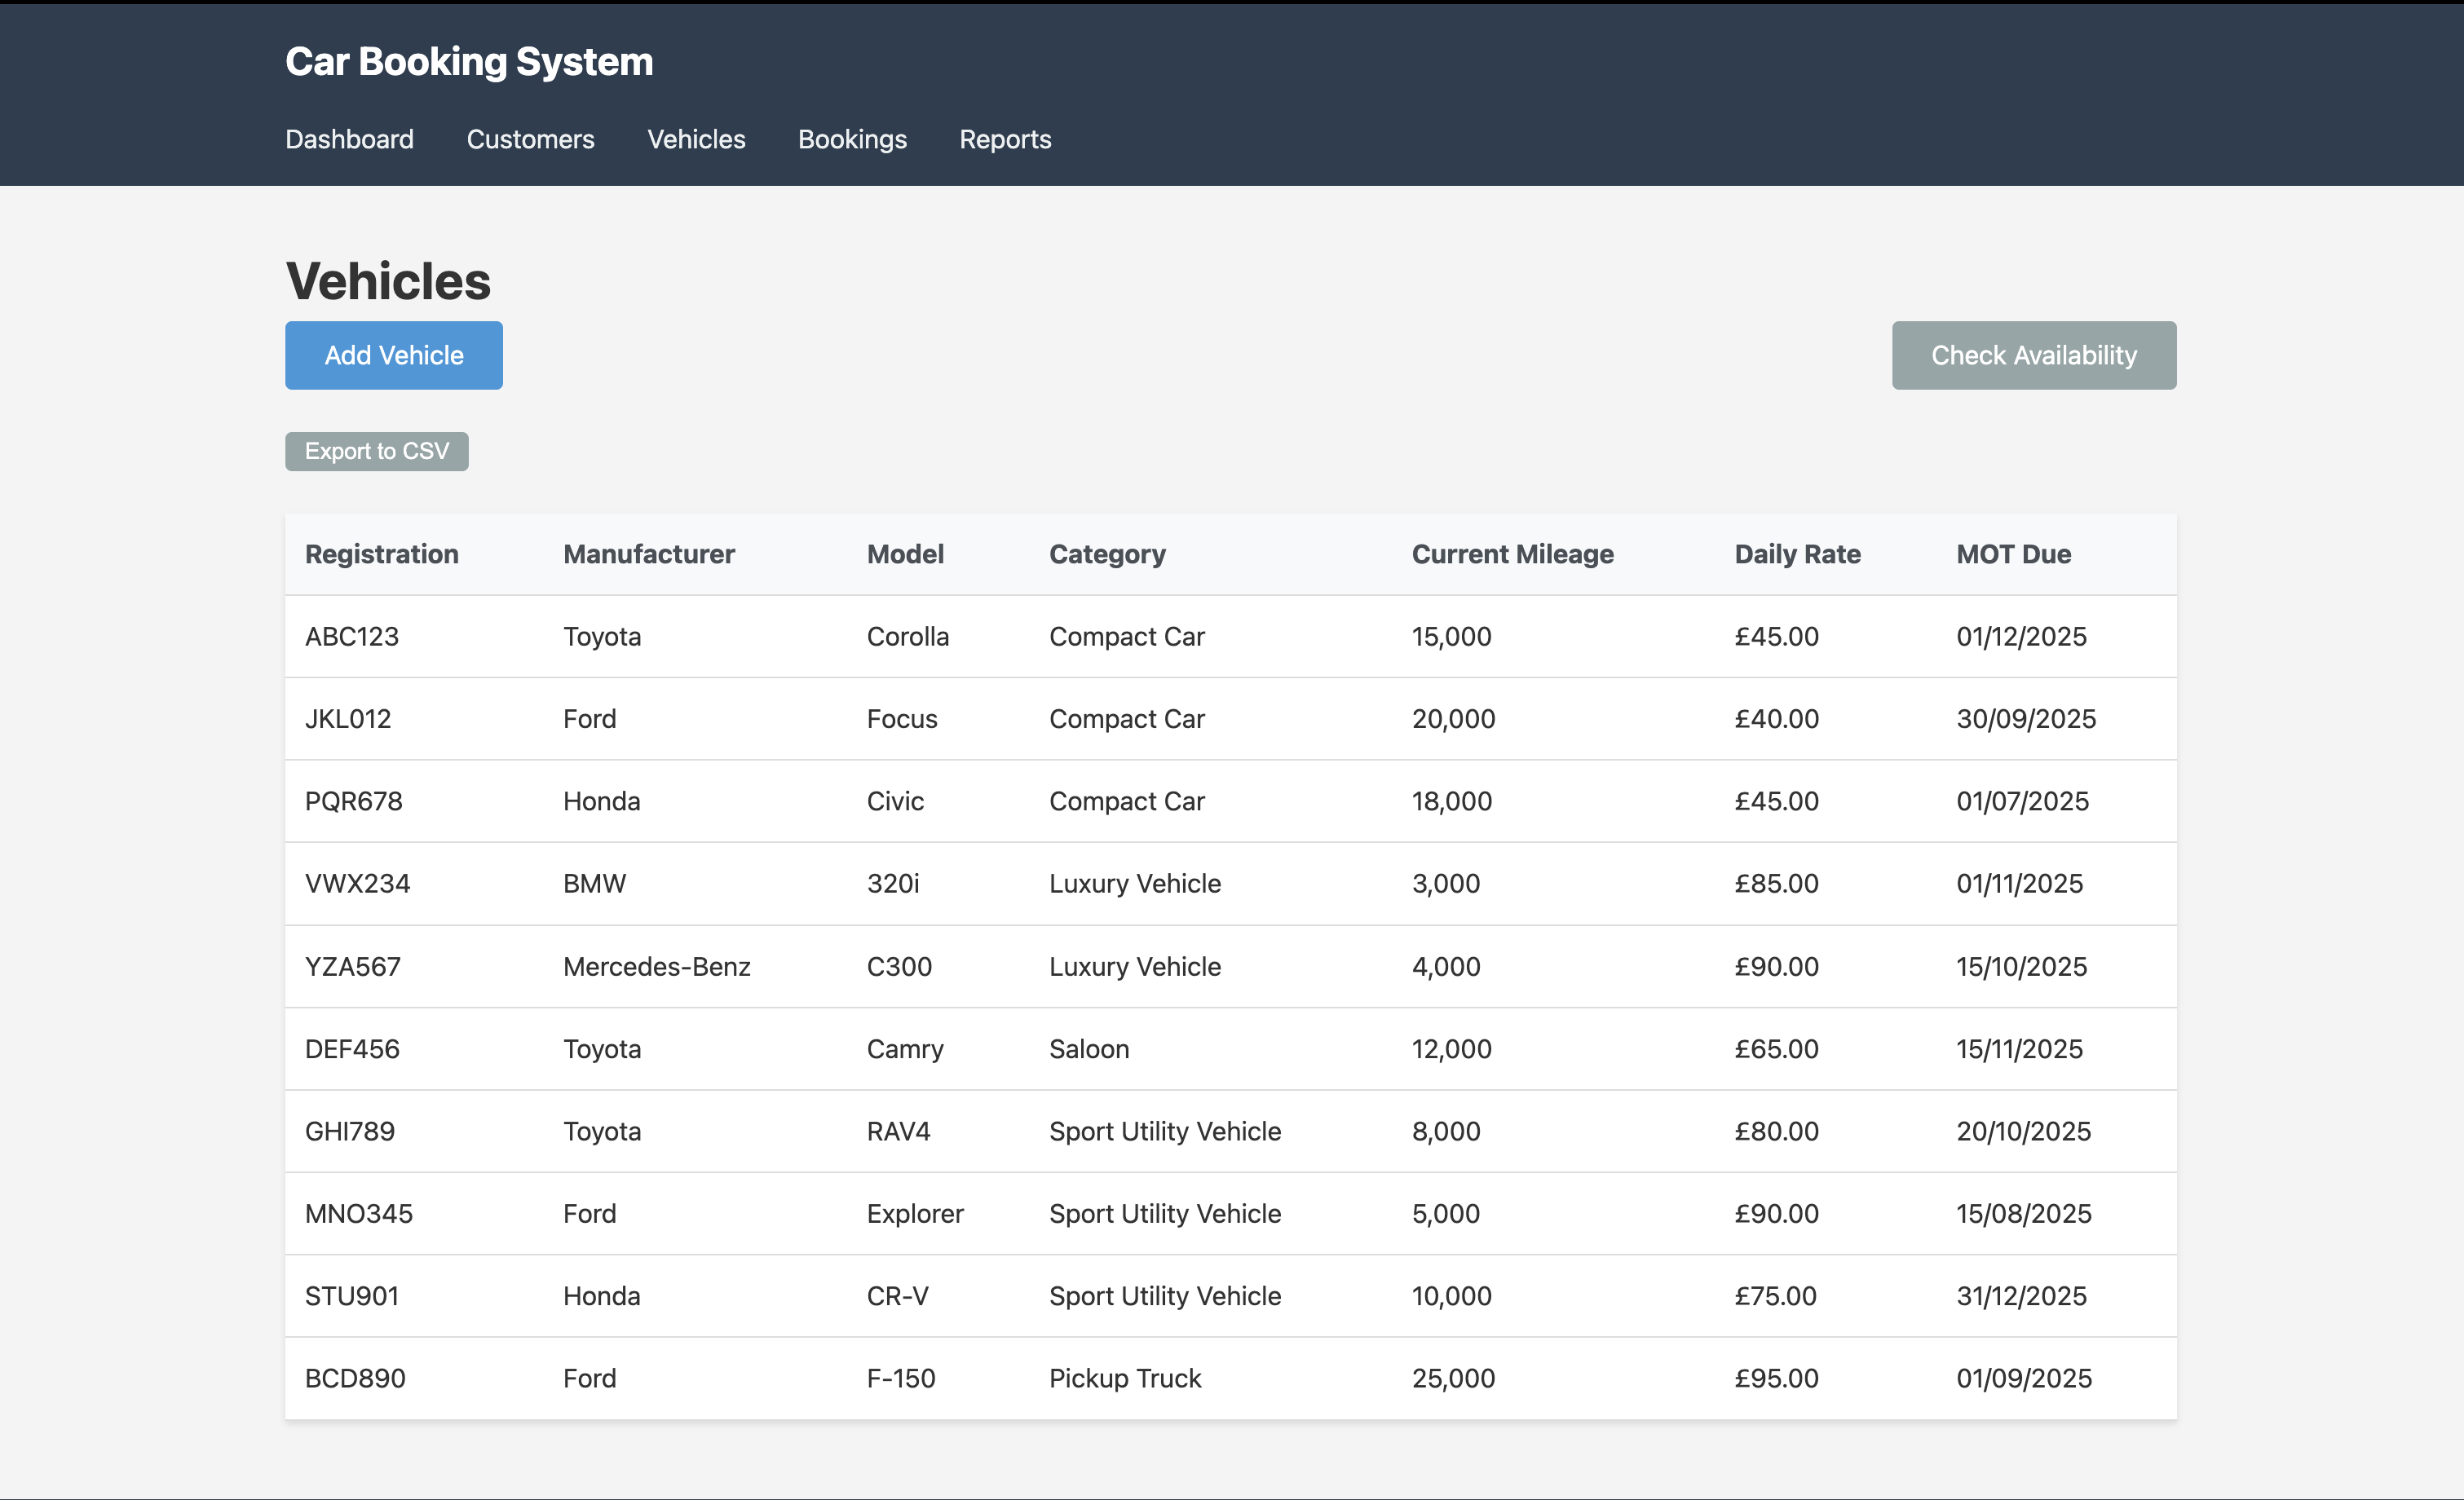 Car Booking System
Dashboard Customers Vehicles Bookings Reports
Vehicles
Add Vehicle Check Availability
Export to CSV
Registration Manufacturer Model Category Current Mileage Daily Rate MOT Due
ABC123 Toyota Corolla Compact Car 15,000 £45.00 01/12/2025
JKL012 Ford Focus Compact Car 20,000 £40.00 30/09/2025
PQR678 Honda Civic Compact Car 18,000 £45.00 01/07/2025
VWX234 BMW 320i Luxury Vehicle 3,000 £85.00 01/11/2025
YZA567 Mercedes-Benz C300 Luxury Vehicle 4,000 £90.00 15/10/2025
DEF456 Toyota Camry Saloon 12,000 £65.00 15/11/2025
GHI789 Toyota RAV4 Sport Utility Vehicle 8,000 £80.00 20/10/2025
MNO345 Ford Explorer Sport Utility Vehicle 5,000 £90.00 15/08/2025
STU901 Honda CR-V Sport Utility Vehicle 10,000 £75.00 31/12/2025
BCD890 Ford F-150 Pickup Truck 25,000 £95.00 01/09/2025